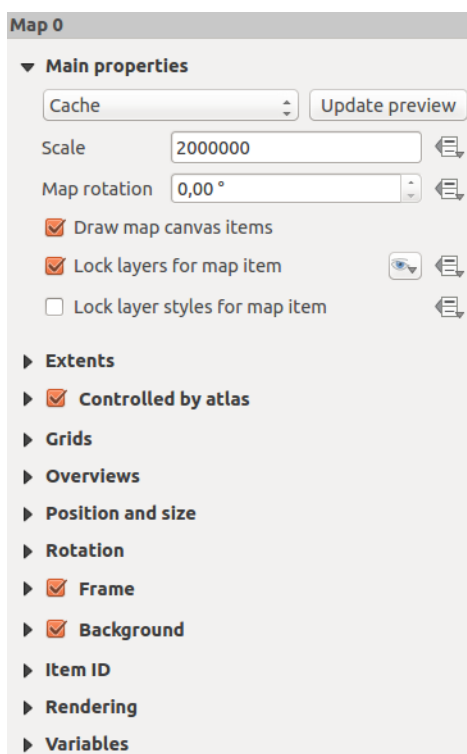 Map 0
Main properties
Cache Update preview
Scale 2000000
Map rotation 0,00 °
Draw map canvas items
Lock layers for map item
Lock layer styles for map item
Extents
Controlled by atlas
Grids
Overviews
Position and size
Rotation
Frame
Background
Item ID
Rendering
Variables